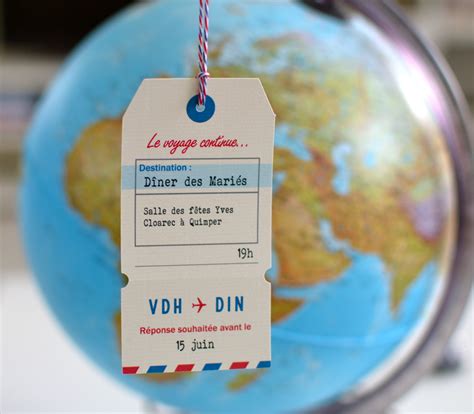 Le voyage continue...
Destination :
Dîner des Mariés
Salle des fêtes Yves
Cloarec à Quimper
19h
VDH ✈ DIN
Réponse souhaitée avant le
15 juin